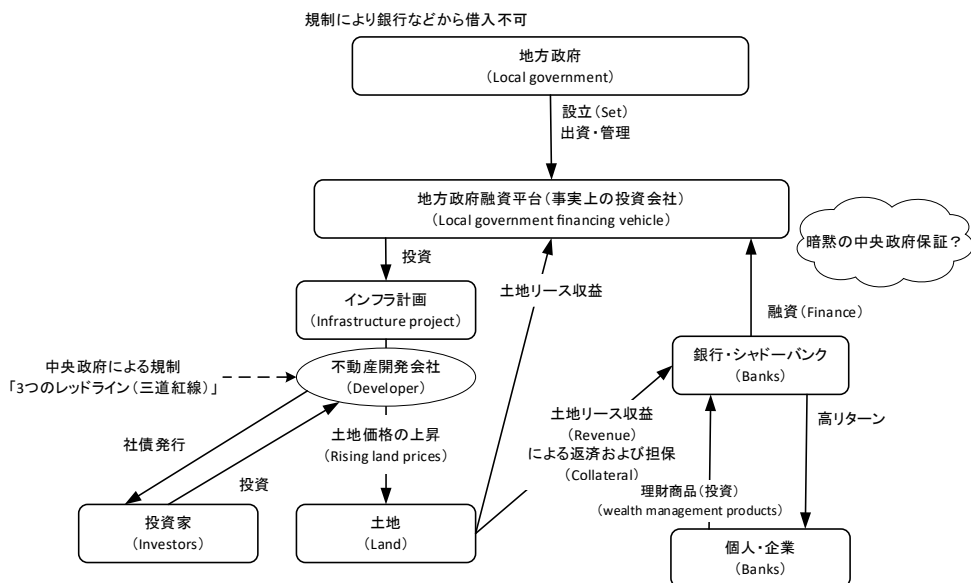 規制により銀行などから借入不可
地方政府
（Local government）
設立（Set）
出資・管理
地方政府融資平台（事実上の投資会社）
（Local government financing vehicle）
暗黙の中央政府保証？
投資
土地リース収益
融資（Finance）
インフラ計画
（Infrastructure project）
中央政府による規制
「3つのレッドライン（三道紅線）」
不動産開発会社
（Developer）
銀行・シャドーバンク
（Banks）
社債発行
投資
土地価格の上昇
（Rising land prices）
土地リース収益
（Revenue）
による返済および担保
（Collateral）
高リターン
理財商品（投資）
（wealth management products）
投資家
（Investors）
土地
（Land）
個人・企業
（Banks）